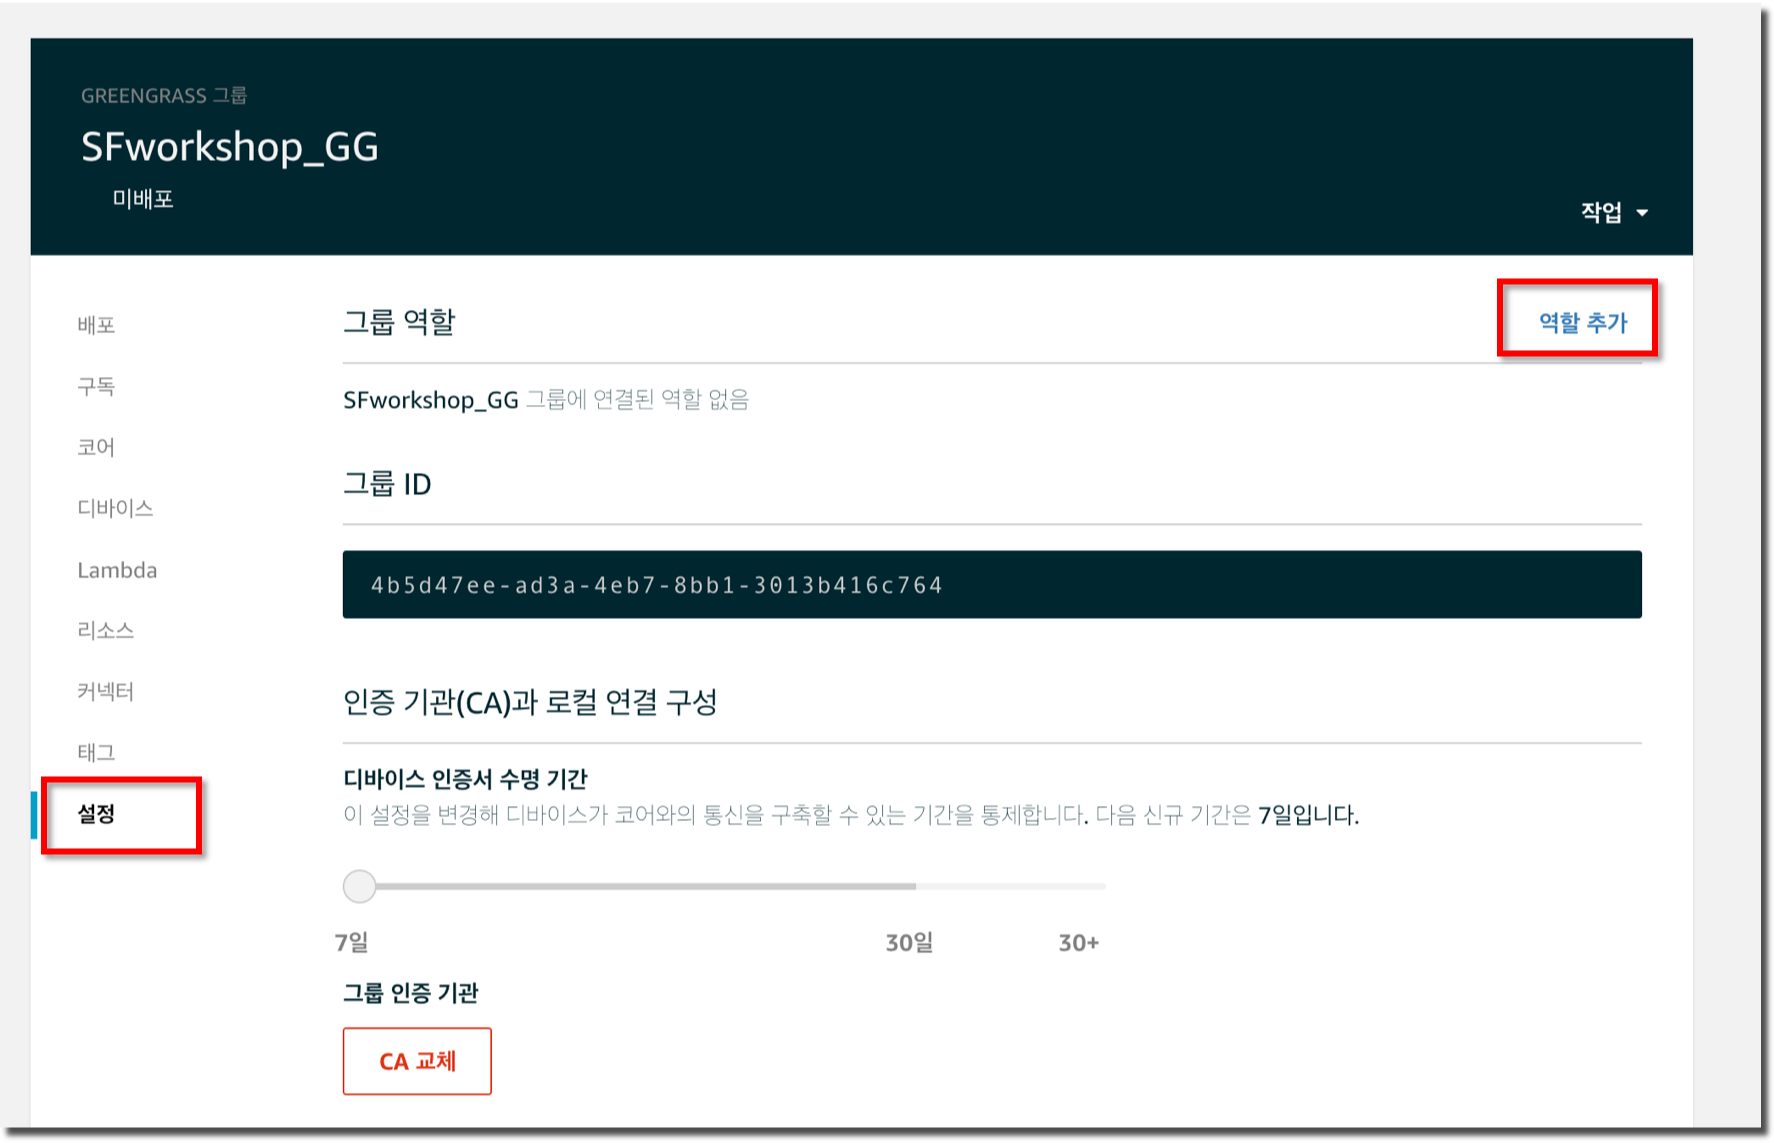 GREENGRASS 그룹
SFworkshop_GG
미배포
작업
배포
구독
코어
디바이스
Lambda
리소스
커넥터
태그
설정
그룹 역할
역할 추가
SFworkshop_GG 그룹에 연결된 역할 없음
그룹 ID
4b5d47ee-ad3a-4eb7-8bb1-3013b416c764
인증 기관(CA)과 로컬 연결 구성
디바이스 인증서 수명 기간
이 설정을 변경해 디바이스가 코어와의 통신을 구축할 수 있는 기간을 통제합니다. 다음 신규 기간은 7일입니다.
7일 30일 30+
그룹 인증 기관
CA 교체